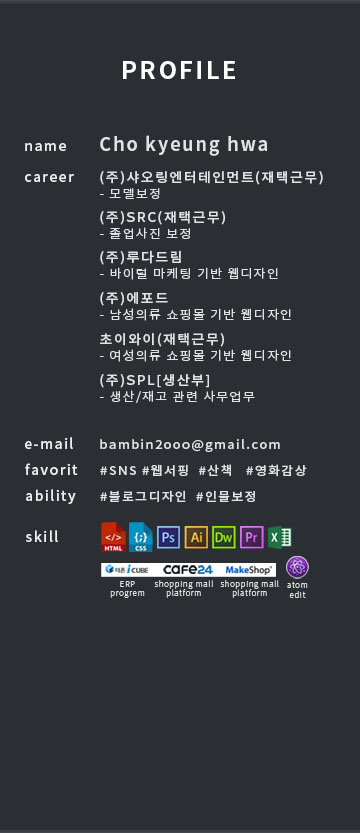 PROFILE
name Cho kyeung hwa
career (주)샤오링엔터테인먼트(재택근무)
- 모델보정
(주)SRC(재택근무)
- 졸업사진 보정
(주)루다드림
- 바이럴 마케팅 기반 웹디자인
(주)에포드
- 남성의류 쇼핑몰 기반 웹디자인
초이와이(재택근무)
- 여성의류 쇼핑몰 기반 웹디자인
(주)SPL[생산부]
- 생산/재고 관련 사무업무
e-mail bambin2ooo@gmail.com
favorit #SNS #웹서핑 #산책 #영화감상
ability #블로그디자인 #인물보정
skill </> HTML {;} CSS Ps Ai Dw Pr X
더존 iCUBE CAFE24 MakeShop
ERP shopping mall shopping mall atom
progrem platform platform edit